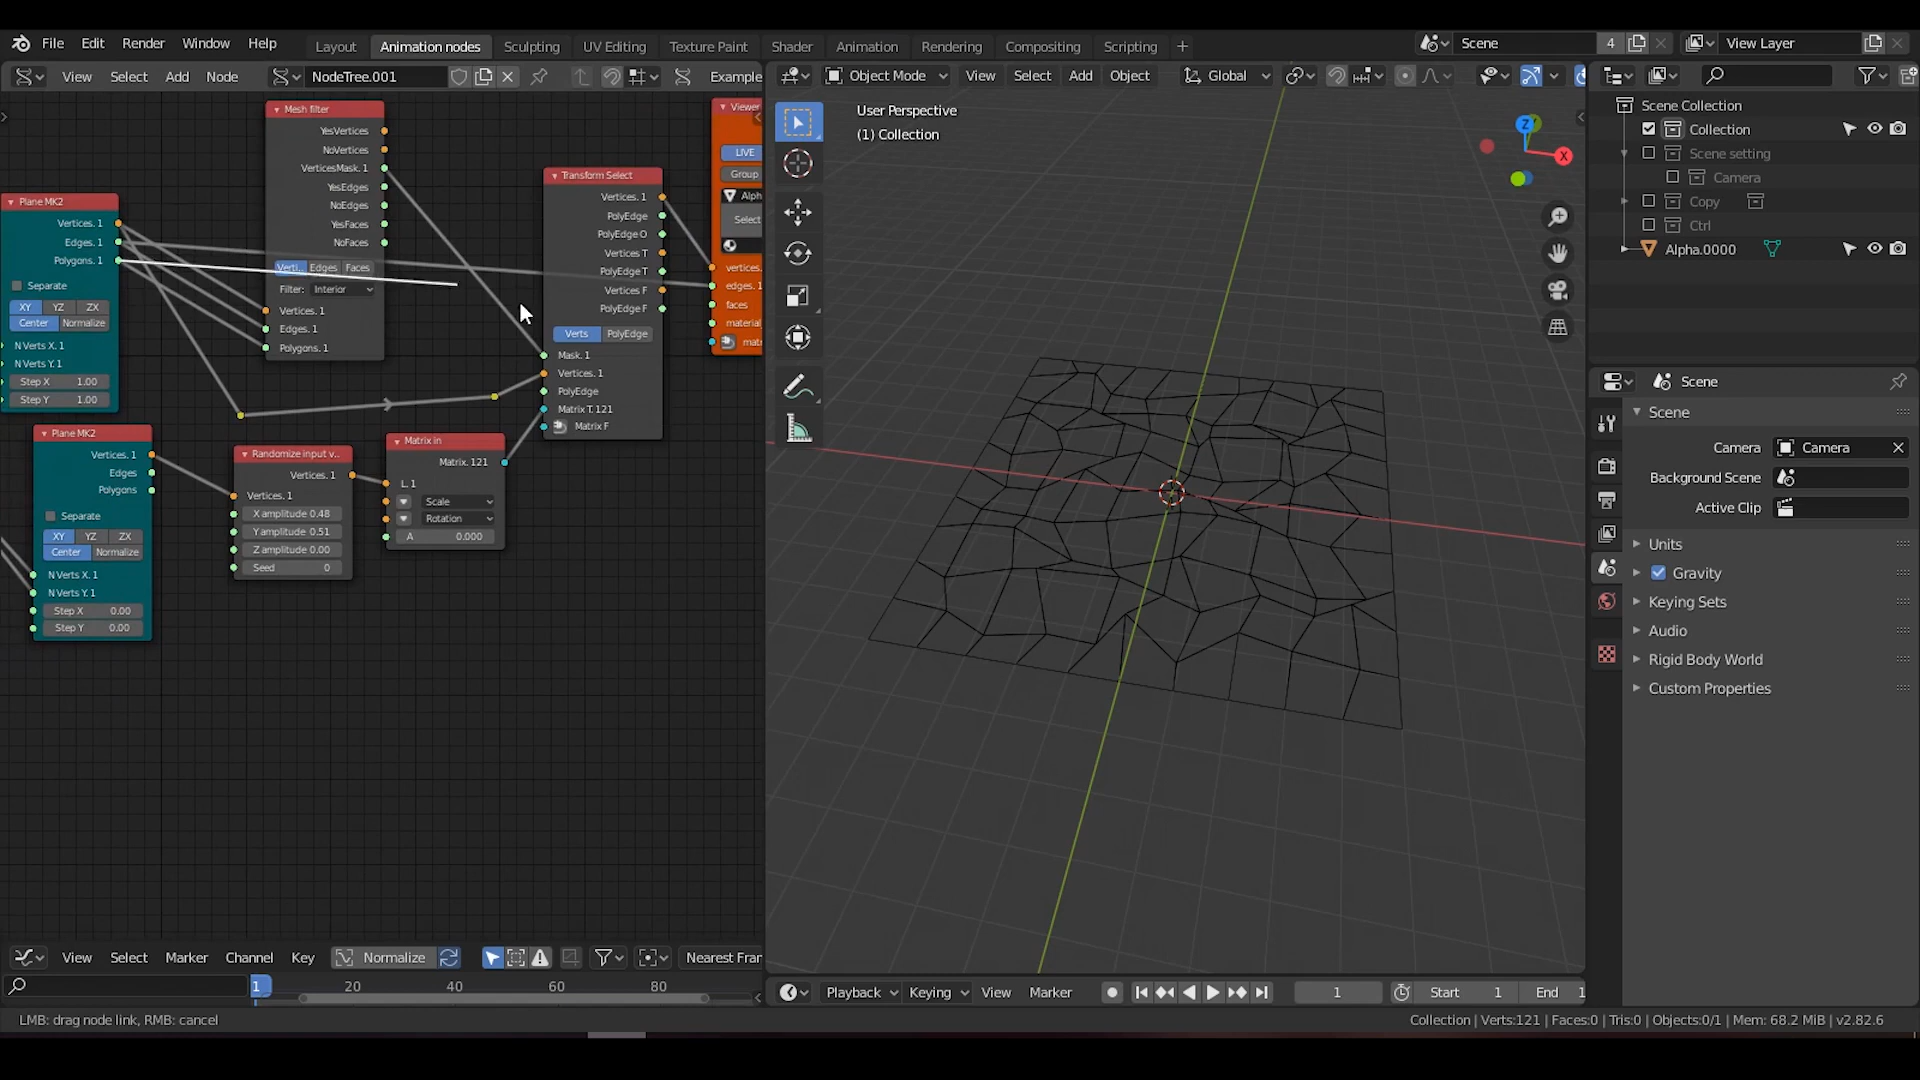 File Edit Render Window Help
Layout Animation nodes Sculpting UV Editing Texture Paint Shader Animation Rendering Compositing Scripting +
Scene 4
View Layer
View Select Add Node
NodeTree.001
Example
Object Mode View Select Add Object
Global
User Perspective
(1) Collection
Mesh filter
YesVertices
NoVertices
VerticesMask. 1
YesEdges
NoEdges
YesFaces
NoFaces
Verti.. Edges Faces
Filter: Interior
Vertices. 1
Edges. 1
Polygons. 1
Plane MK2
Vertices. 1
Edges. 1
Polygons. 1
Separate
XY YZ ZX
Center Normalize
N Verts X. 1
N Verts Y. 1
Step X 1.00
Step Y 1.00
Plane MK2
Vertices. 1
Edges
Polygons
Separate
XY YZ ZX
Center Normalize
N Verts X. 1
N Verts Y. 1
Step X 0.00
Step Y 0.00
Randomize input v..
Vertices. 1
Vertices. 1
X amplitude 0.48
Y amplitude 0.51
Z amplitude 0.00
Seed 0
Matrix in
Matrix. 121
L. 1
Scale
Rotation
A 0.000
Transform Select
Vertices. 1
PolyEdge
PolyEdge O
Vertices T
PolyEdge T
Vertices F
PolyEdge F
Verts PolyEdge
Mask. 1
Vertices. 1
PolyEdge
Matrix T. 121
Matrix F
Viewer
LIVE
Group
Alph
Select
vertices.
edges. 1
faces
material
matr
X
Z
Scene Collection
Collection
Scene setting
Camera
Copy
Ctrl
Alpha.0000
Scene
Scene
Camera Camera
Background Scene
Active Clip
Units
Gravity
Keying Sets
Audio
Rigid Body World
Custom Properties
View Select Marker Channel Key Normalize Nearest Fran
1 20 40 60 80
Playback Keying View Marker 1 Start 1 End 1
LMB: drag node link, RMB: cancel
Collection | Verts:121 | Faces:0 | Tris:0 | Objects:0/1 | Mem: 68.2 MiB | v2.82.6